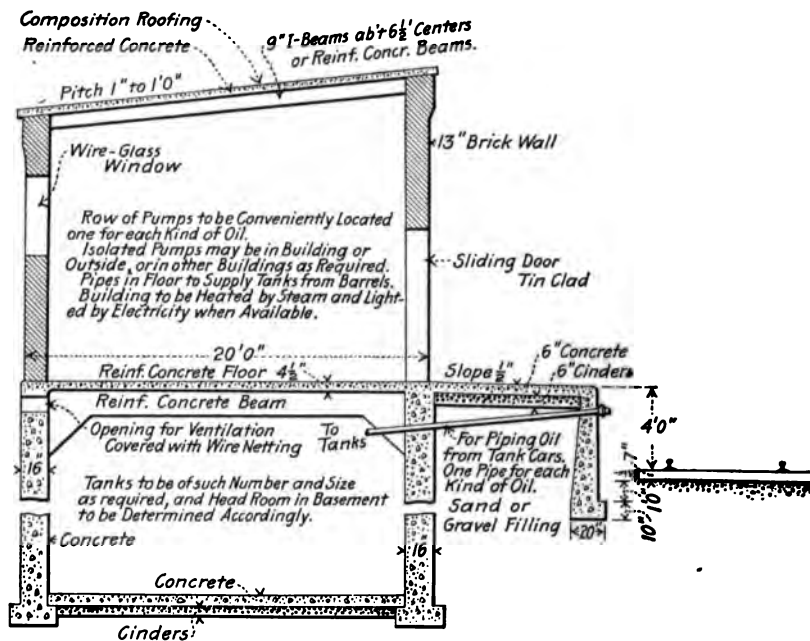 Composition Roofing
Reinforced Concrete
9" I-Beams ab't 6½' Centers
or Reinf. Concr. Beams.
Pitch 1" to 1'0"
Wire-Glass
Window
13" Brick Wall
Row of Pumps to be Conveniently Located
one for each Kind of Oil.
Isolated Pumps may be in Building or
Outside, or in other Buildings as Required.
Pipes in Floor to Supply Tanks from Barrels.
Building to be Heated by Steam and Light-
ed by Electricity when Available.
Sliding Door
Tin Clad
20'0"
Reinf. Concrete Floor 4½"
Slope ½"
6" Concrete
6" Cinders
Reinf. Concrete Beam
4'0"
Opening for Ventilation
Covered with Wire Netting
To
Tanks
For Piping Oil
from Tank Cars.
One Pipe for each
Kind of Oil.
7"
16"
Tanks to be of such Number and Size
as required, and Head Room in Basement
to be Determined Accordingly.
Sand or
Gravel Filling
10" 10"
20"
Concrete
16"
Concrete
Cinders